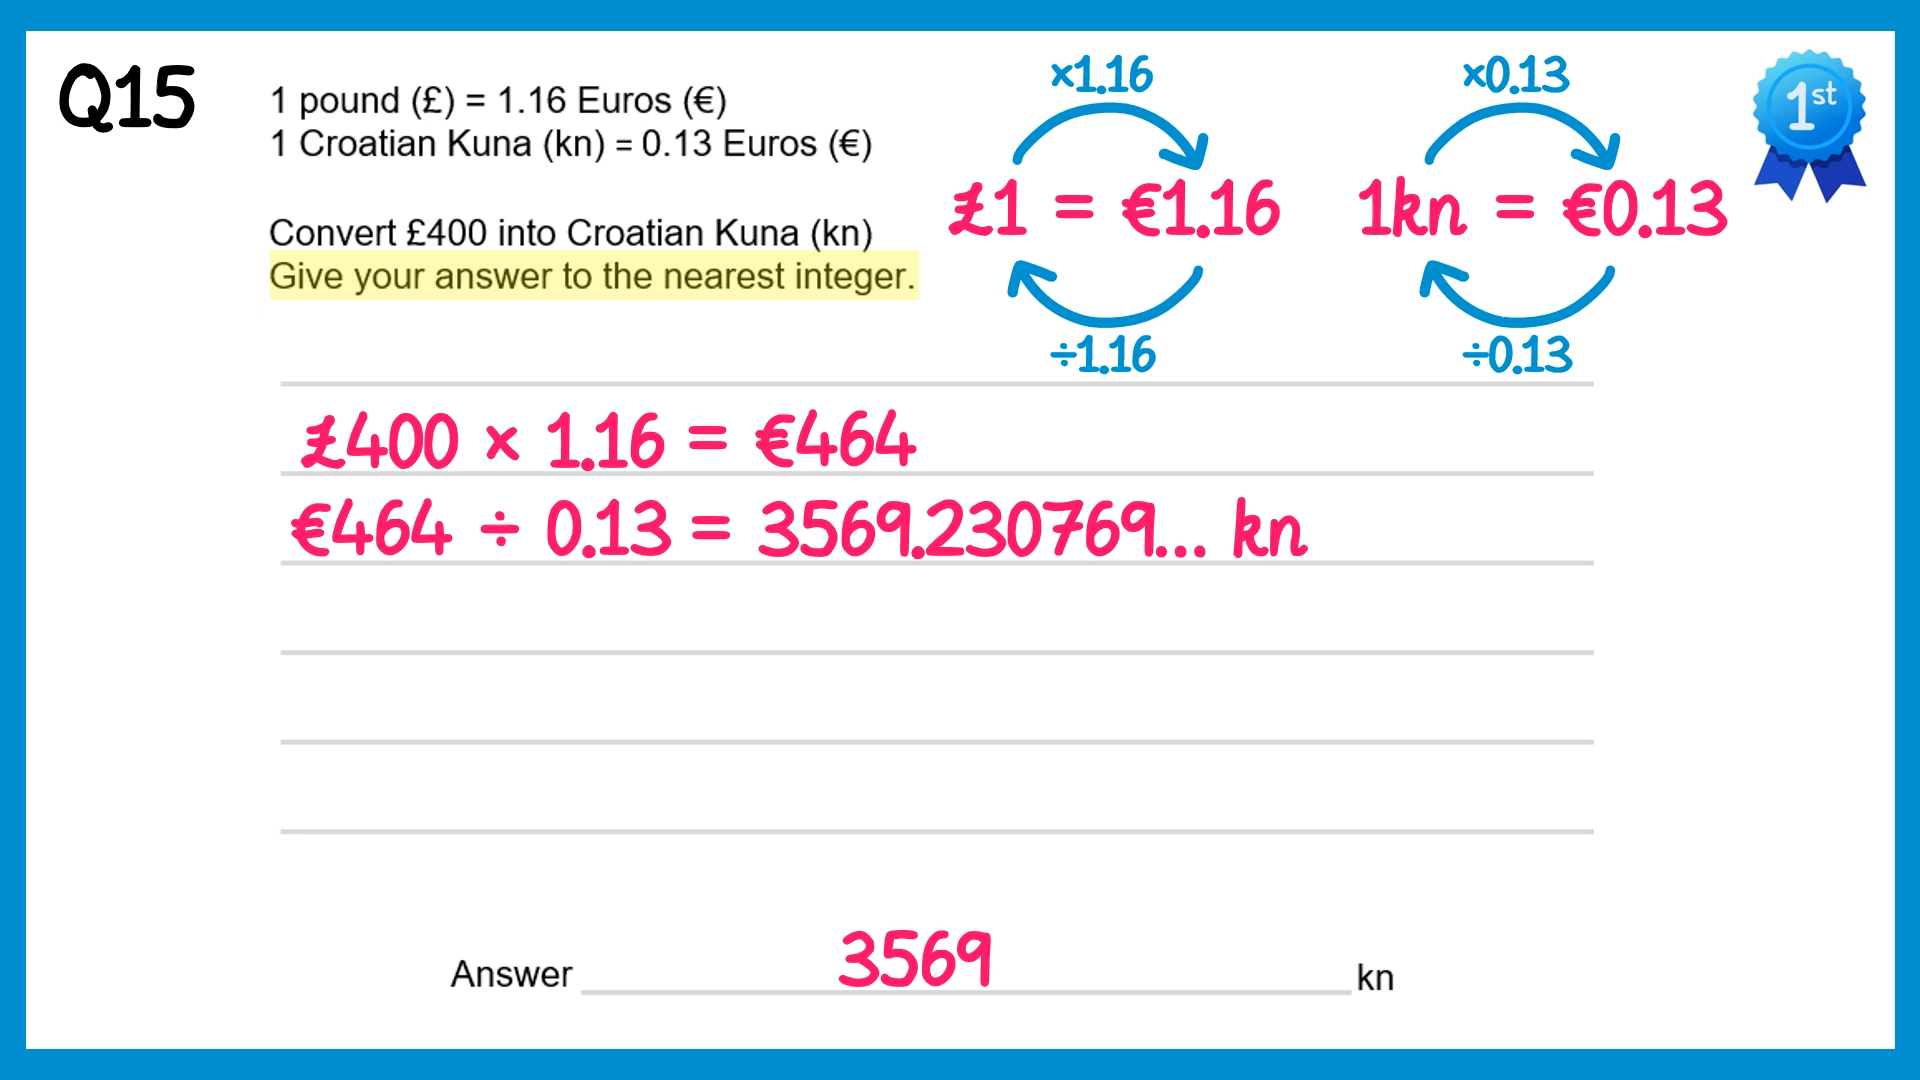 Q15
1 pound (£) = 1.16 Euros (€)
1 Croatian Kuna (kn) = 0.13 Euros (€)
Convert £400 into Croatian Kuna (kn)
Give your answer to the nearest integer.
×1.16
£1 = €1.16
÷1.16
×0.13
1kn = €0.13
÷0.13
1st
£400 × 1.16 = €464
€464 ÷ 0.13 = 3569.230769... kn
Answer 3569 kn